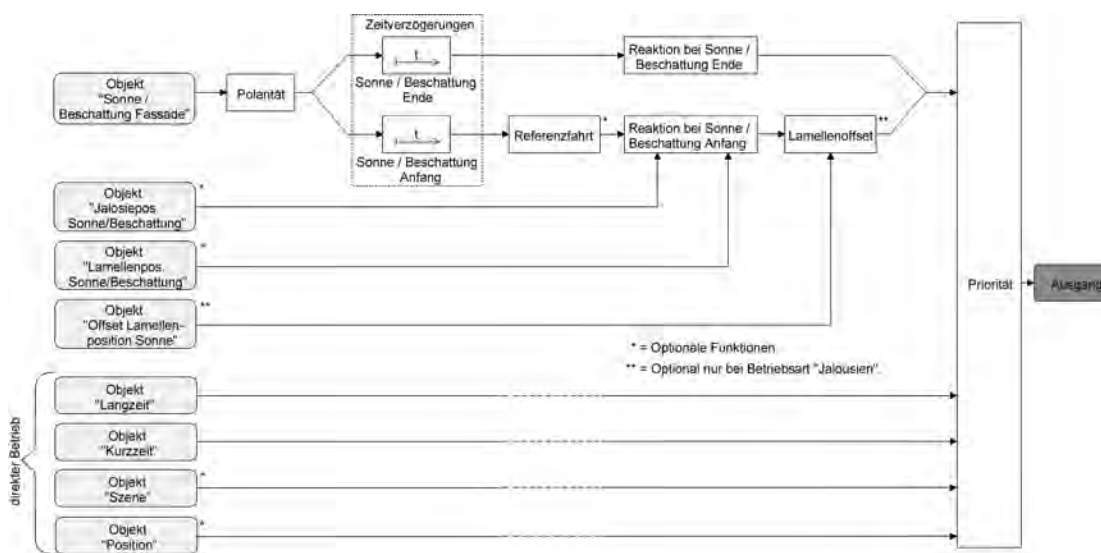 Zeitverzögerungen
Objekt
"Sonne /
Beschattung Fassade"
Polarität
t
Sonne / Beschattung
Ende
Reaktion bei Sonne /
Beschattung Ende
t
Sonne / Beschattung
Anfang
Referenzfahrt *
Reaktion bei Sonne /
Beschattung Anfang
Lamellenoffset **
Objekt *
"Jalosiepos.
Sonne/Beschattung"
Objekt *
"Lamellenpos.
Sonne/Beschattung"
Objekt **
"Offset Lamellen-
position Sonne"
* = Optionale Funktionen
** = Optional nur bei Betriebsart "Jalousien".
Priorität
Ausgang
direkter Betrieb
Objekt
"Langzeit"
Objekt
"Kurzzeit"
Objekt *
"Szene"
Objekt *
"Position"